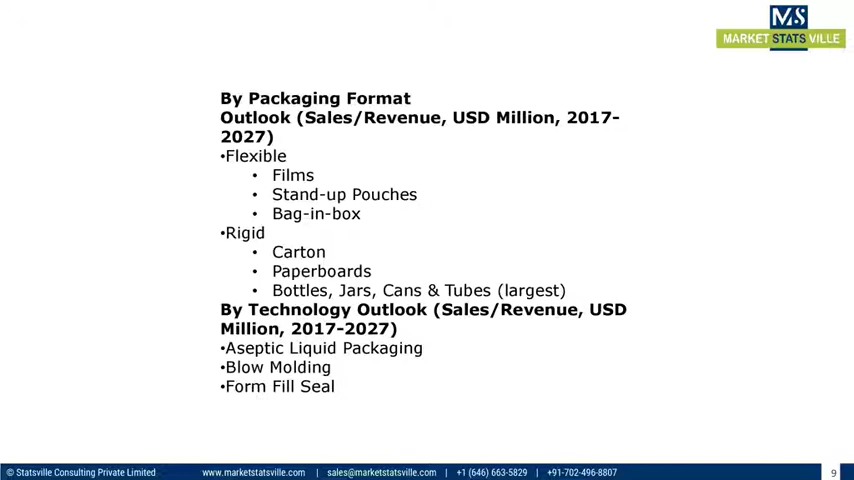 MS
MARKET STATS VILLE
By Packaging Format
Outlook (Sales/Revenue, USD Million, 2017-
2027)
•Flexible
• Films
• Stand-up Pouches
• Bag-in-box
•Rigid
• Carton
• Paperboards
• Bottles, Jars, Cans & Tubes (largest)
By Technology Outlook (Sales/Revenue, USD
Million, 2017-2027)
•Aseptic Liquid Packaging
•Blow Molding
•Form Fill Seal
© Statsville Consulting Private Limited www.marketstatsville.com | sales@marketstatsville.com | +1 (646) 663-5829 | +91-702-496-8807 9